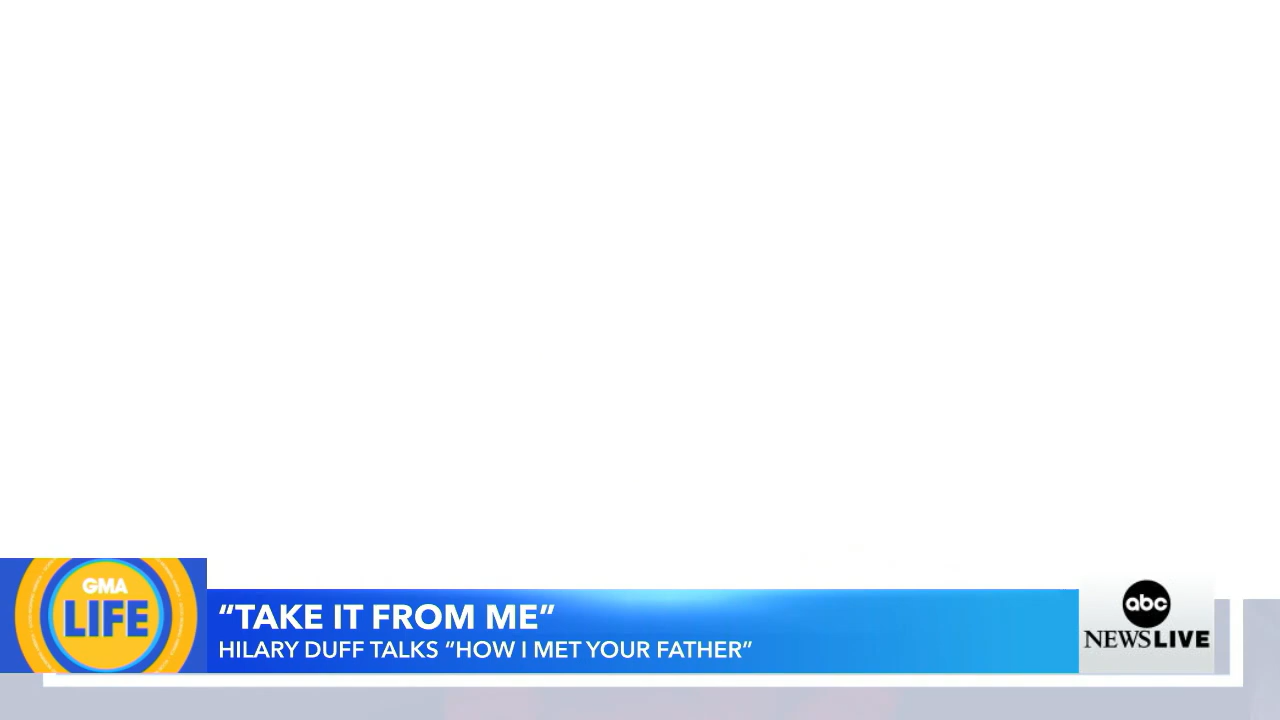 GMA
LIFE
“TAKE IT FROM ME”
HILARY DUFF TALKS “HOW I MET YOUR FATHER”
abc
NEWSLIVE